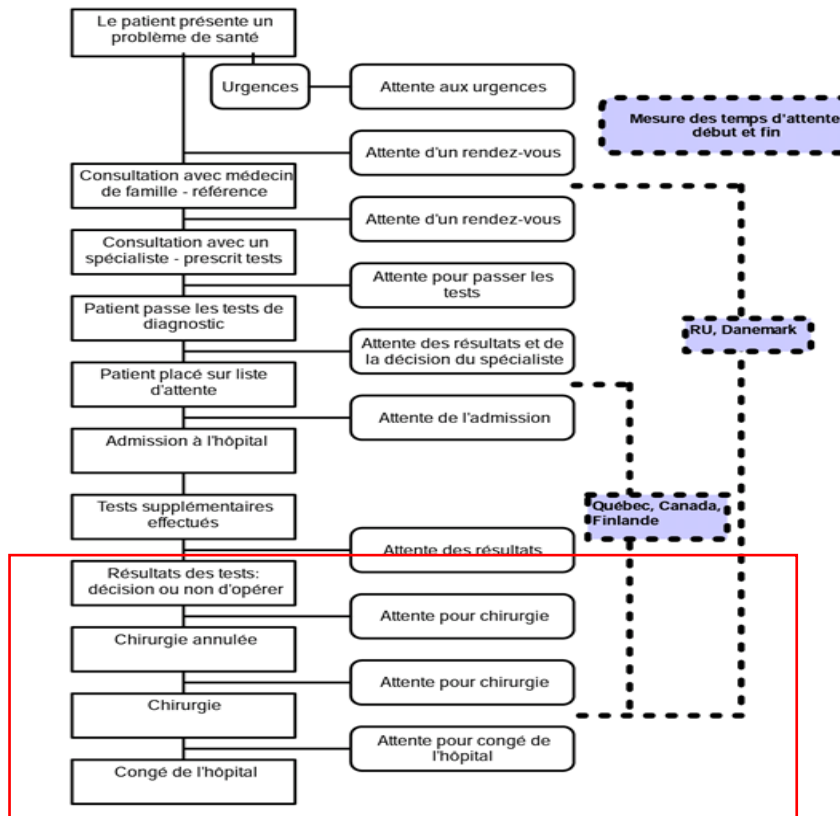 Le patient présente un
problème de santé
Urgences
Attente aux urgences
Mesure des temps d'attente
début et fin
Attente d'un rendez-vous
Consultation avec médecin
de famille - référence
Attente d'un rendez-vous
Consultation avec un
spécialiste - prescrit tests
Attente pour passer les
tests
Patient passe les tests de
diagnostic
RU, Danemark
Attente des résultats et de
la décision du spécialiste
Patient placé sur liste
d'attente
Attente de l'admission
Admission à l'hôpital
Tests supplémentaires
effectués
Québec, Canada,
Finlande
Attente des résultats
Résultats des tests:
décision ou non d'opérer
Attente pour chirurgie
Chirurgie annulée
Attente pour chirurgie
Chirurgie
Attente pour congé de
l'hôpital
Congé de l'hôpital